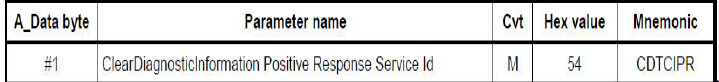 A_Data byte Parameter name Cvt Hex value Mnemonic
#1 ClearDiagnosticInformation Positive Response Service Id M 54 CDTCIPR